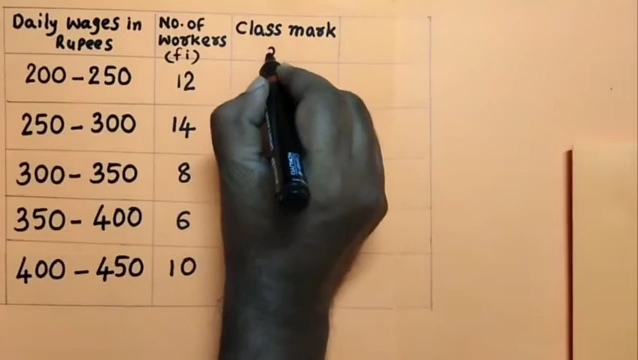 Daily wages in Rupees
No. of workers (fi)
Class mark
200 - 250
12
250 - 300
14
300 - 350
8
350 - 400
6
400 - 450
10